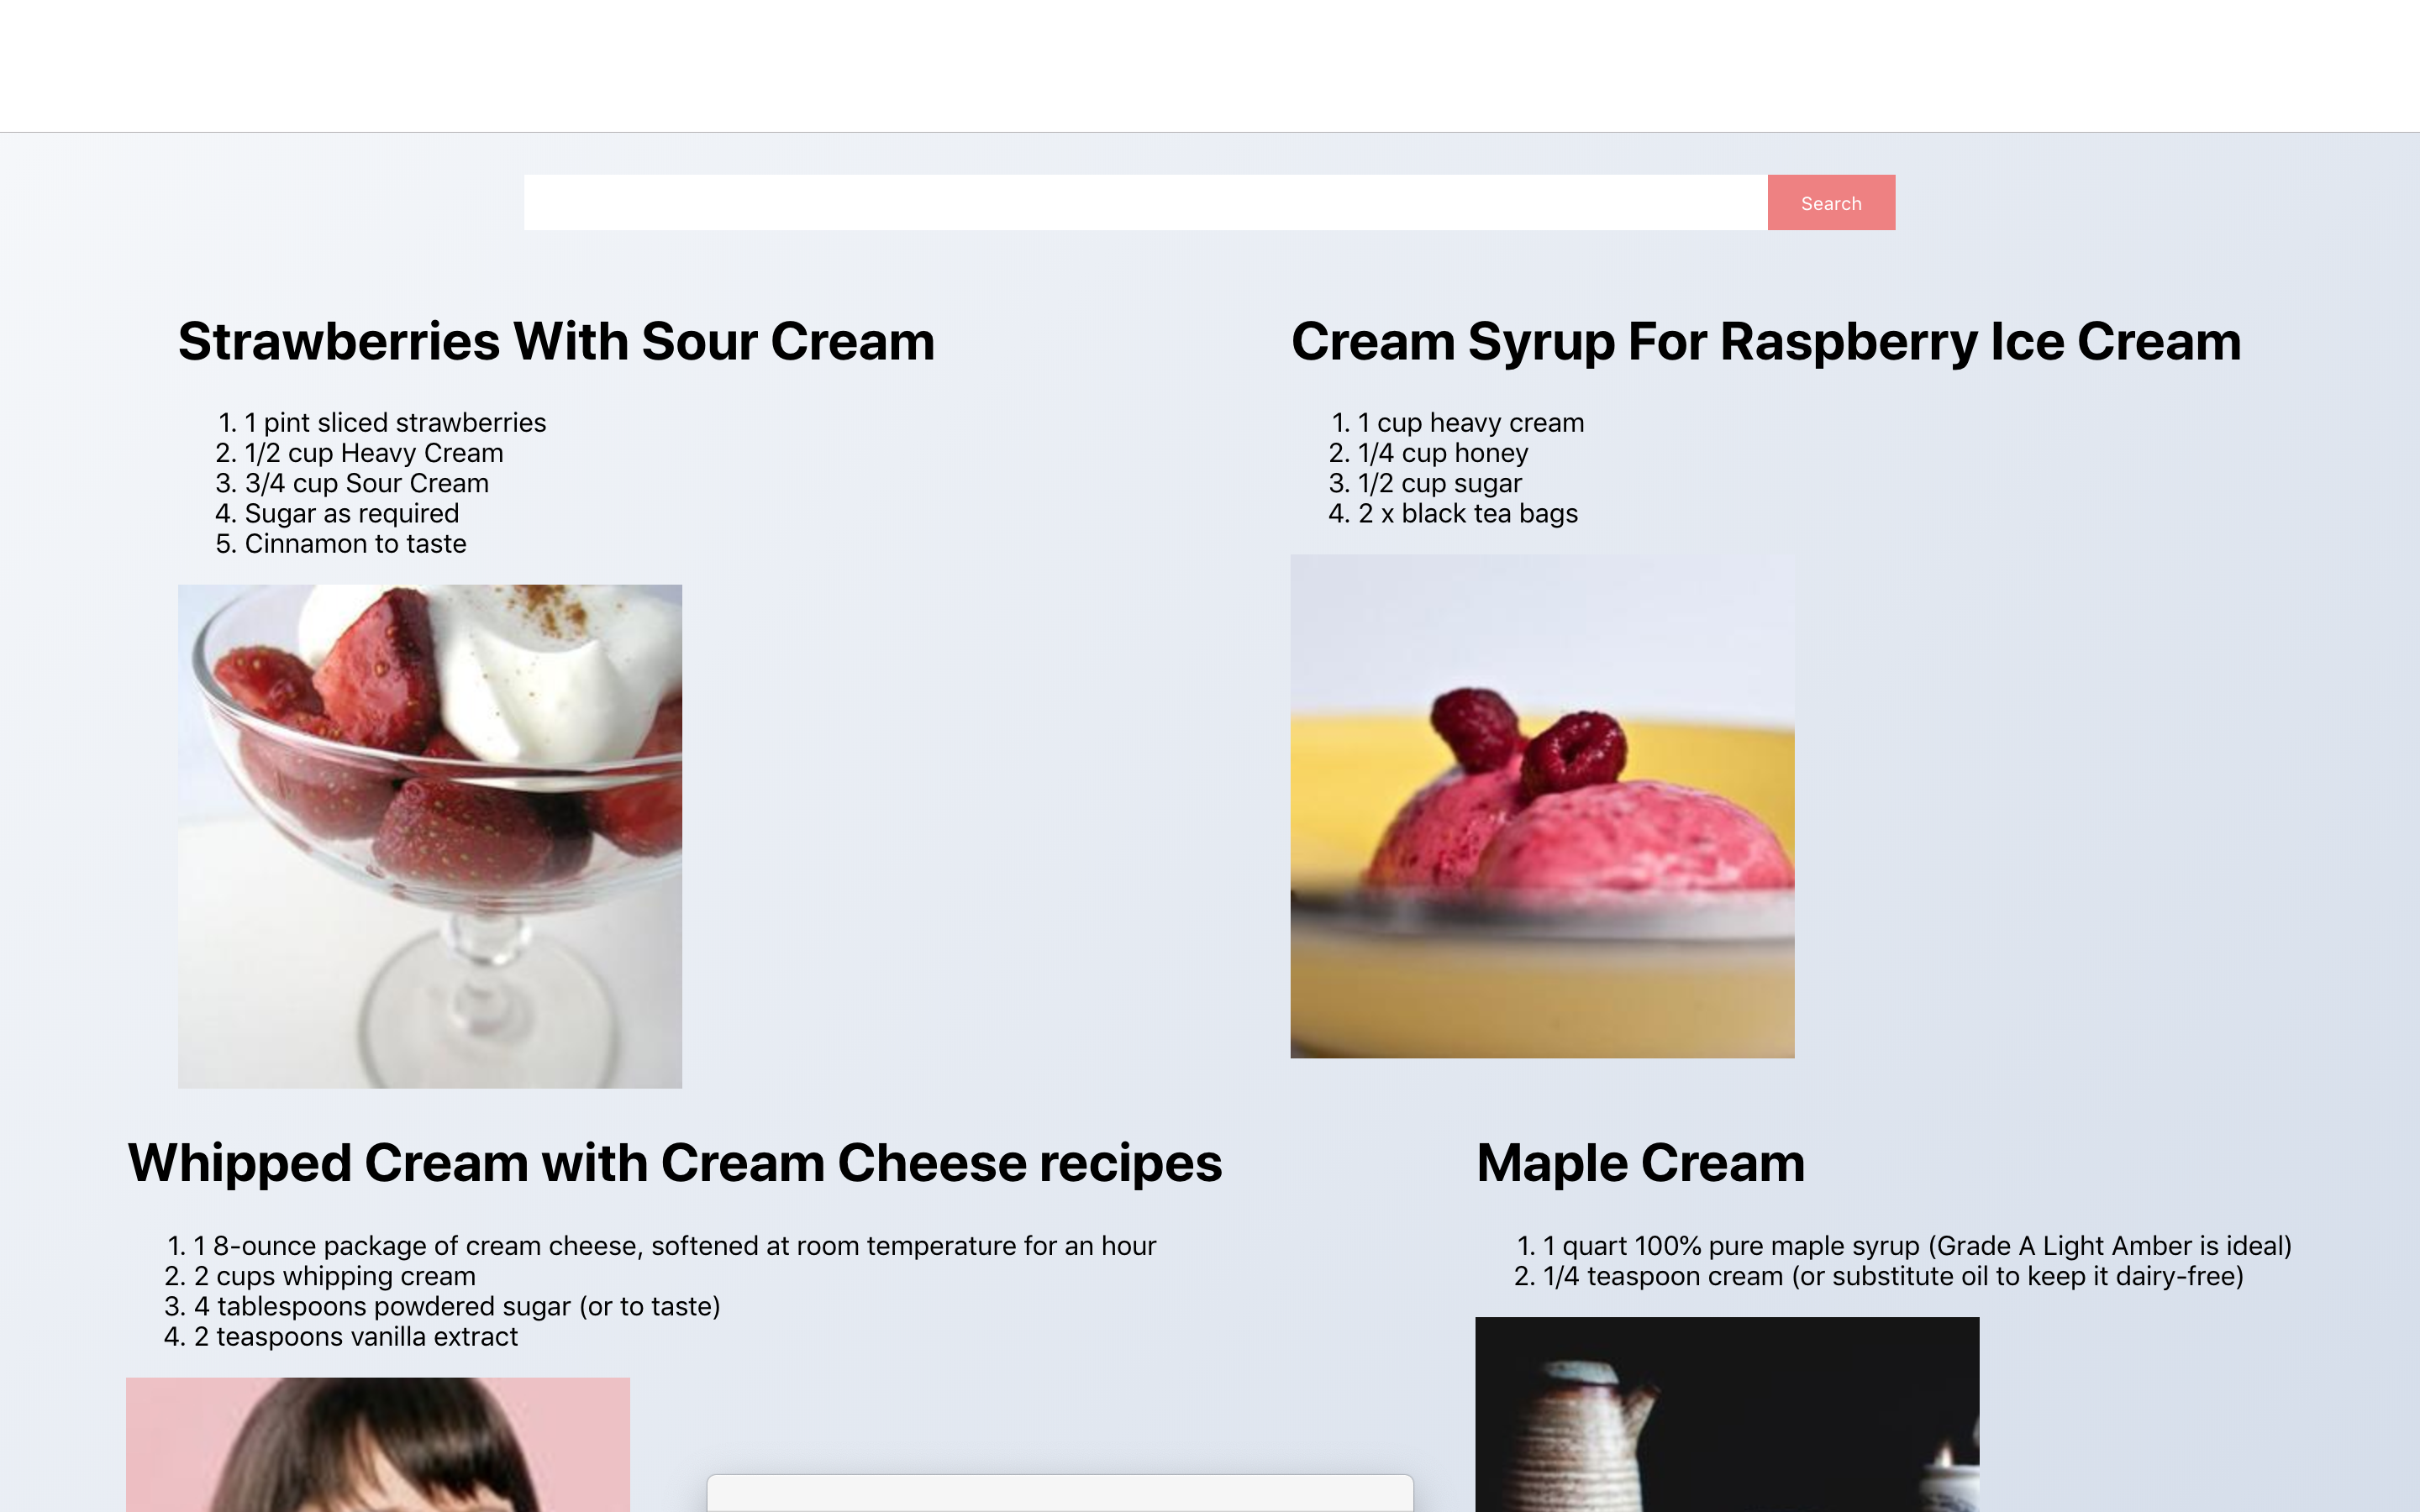 Search
Strawberries With Sour Cream
1. 1 pint sliced strawberries
2. 1/2 cup Heavy Cream
3. 3/4 cup Sour Cream
4. Sugar as required
5. Cinnamon to taste
Cream Syrup For Raspberry Ice Cream
1. 1 cup heavy cream
2. 1/4 cup honey
3. 1/2 cup sugar
4. 2 x black tea bags
Whipped Cream with Cream Cheese recipes
1. 1 8-ounce package of cream cheese, softened at room temperature for an hour
2. 2 cups whipping cream
3. 4 tablespoons powdered sugar (or to taste)
4. 2 teaspoons vanilla extract
Maple Cream
1. 1 quart 100% pure maple syrup (Grade A Light Amber is ideal)
2. 1/4 teaspoon cream (or substitute oil to keep it dairy-free)